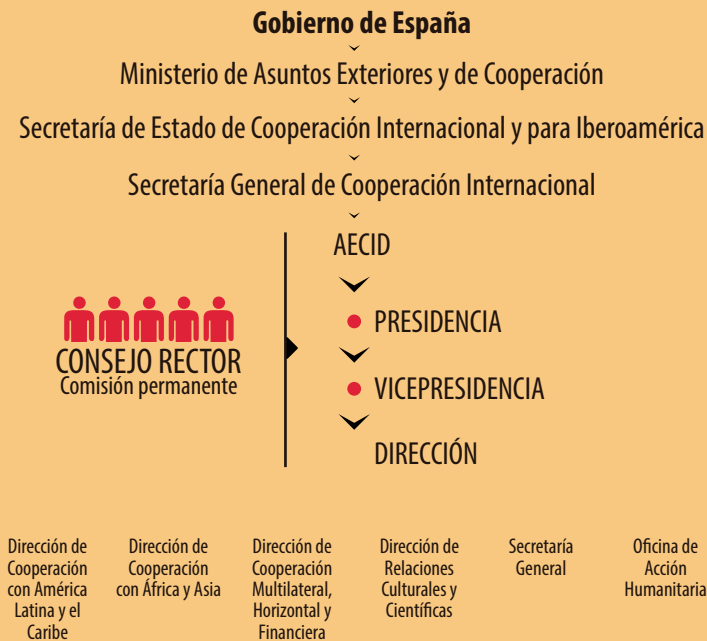 Gobierno de España
Ministerio de Asuntos Exteriores y de Cooperación
Secretaría de Estado de Cooperación Internacional y para Iberoamérica
Secretaría General de Cooperación Internacional
AECID
PRESIDENCIA
VICEPRESIDENCIA
DIRECCIÓN
CONSEJO RECTOR
Comisión permanente
Dirección de
Cooperación
con América
Latina y el
Caribe
Dirección de
Cooperación
con África y Asia
Dirección de
Cooperación
Multilateral,
Horizontal y
Financiera
Dirección de
Relaciones
Culturales y
Científicas
Secretaría
General
Oficina de
Acción
Humanitaria